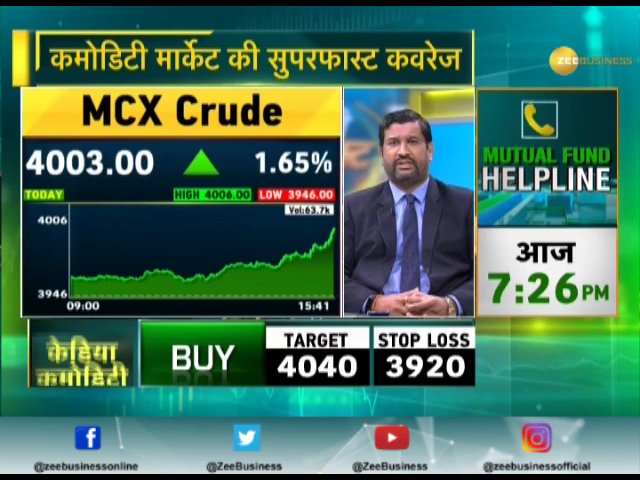 कमोडिटी मार्केट की सुपरफास्ट कवरेज
ZEEBUSINESS
MCX Crude
4003.00 1.65%
TODAY HIGH 4006.00 LOW 3946.00
Vol:63.7k
4006
3946
09:00 15:41
MUTUAL FUND
HELPLINE
आज
7:26 PM
केडिया
कमोडिटी
BUY
TARGET
4040
STOP LOSS
3920
@zeebusinessonline
@ZeeBusiness
@ZeeBusiness
@zeebusinessofficial